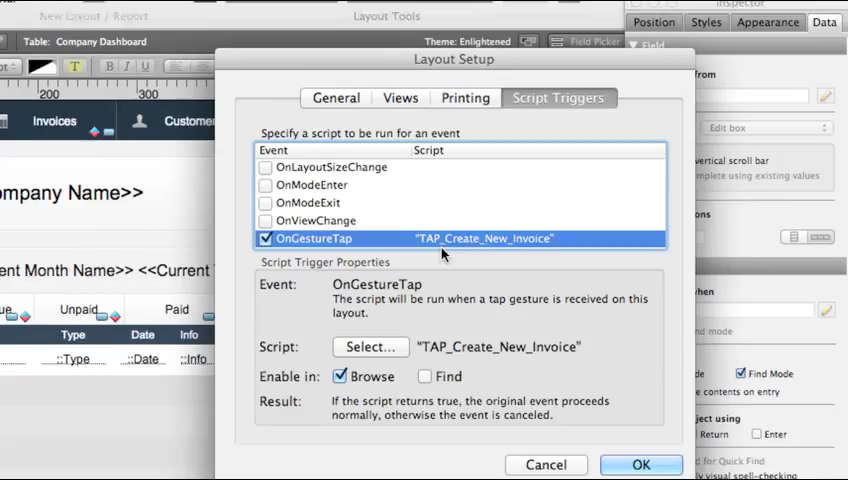 New Layout / Report
Layout Tools
Inspector
Table: Company Dashboard
Theme: Enlightened
Field Picker
Position
Styles
Appearance
Data
B I U
T
200
300
Invoices
Layout Setup
General
Views
Printing
Script Triggers
Specify a script to be run for an event
Event
Script
OnLayoutSizeChange
OnModeEnter
OnModeExit
OnViewChange
OnGestureTap
"TAP_Create_New_Invoice"
Script Trigger Properties
Event:
OnGestureTap
The script will be run when a tap gesture is received on this
layout.
Script:
Select...
"TAP_Create_New_Invoice"
Enable in:
Browse
Find
Result:
If the script returns true, the original event proceeds
normally, otherwise the event is canceled.
Cancel
OK
Custome
ompany Name>>
ent Month Name>> <<Current
ue
Unpaid
Paid
Type
Date
Info
::Type
::Date
::Info
Field
from
Edit box
vertical scroll bar
mplete using existing values
ons
when
nd mode
de
Find Mode
contents on entry
ject using
Return
Enter
d for Quick Find
y visual spell-checking